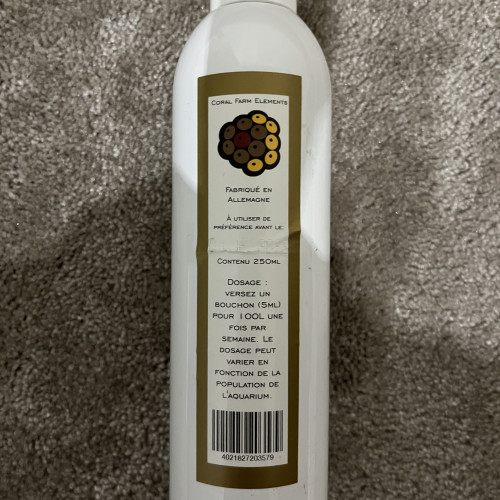 Coral Farm Elements
Fabriqué en
Allemagne
À utiliser de
préférence avant le:
Contenu 250ml
Dosage :
versez un
bouchon (5ml)
pour 100L une
fois par
semaine. Le
dosage peut
varier en
fonction de la
population de
l'aquarium.
4021827203579